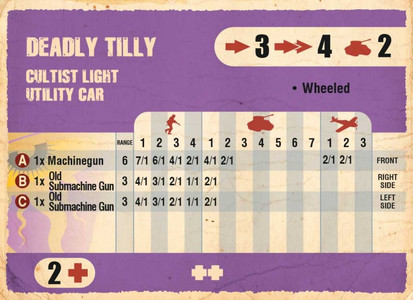 DEADLY TILLY
3 4 2
CULTIST LIGHT
UTILITY CAR
• Wheeled
RANGE 1 2 3 4 1 2 3 4 5 6 7 1 2 3
A 1x Machinegun 6 7/1 6/1 4/1 2/1 4/1 2/1 2/1 2/1 FRONT
B 1x Old Submachine Gun 3 4/1 3/1 2/1 1/1 2/1 RIGHT SIDE
C 1x Old Submachine Gun 3 4/1 3/1 2/1 1/1 2/1 LEFT SIDE
2